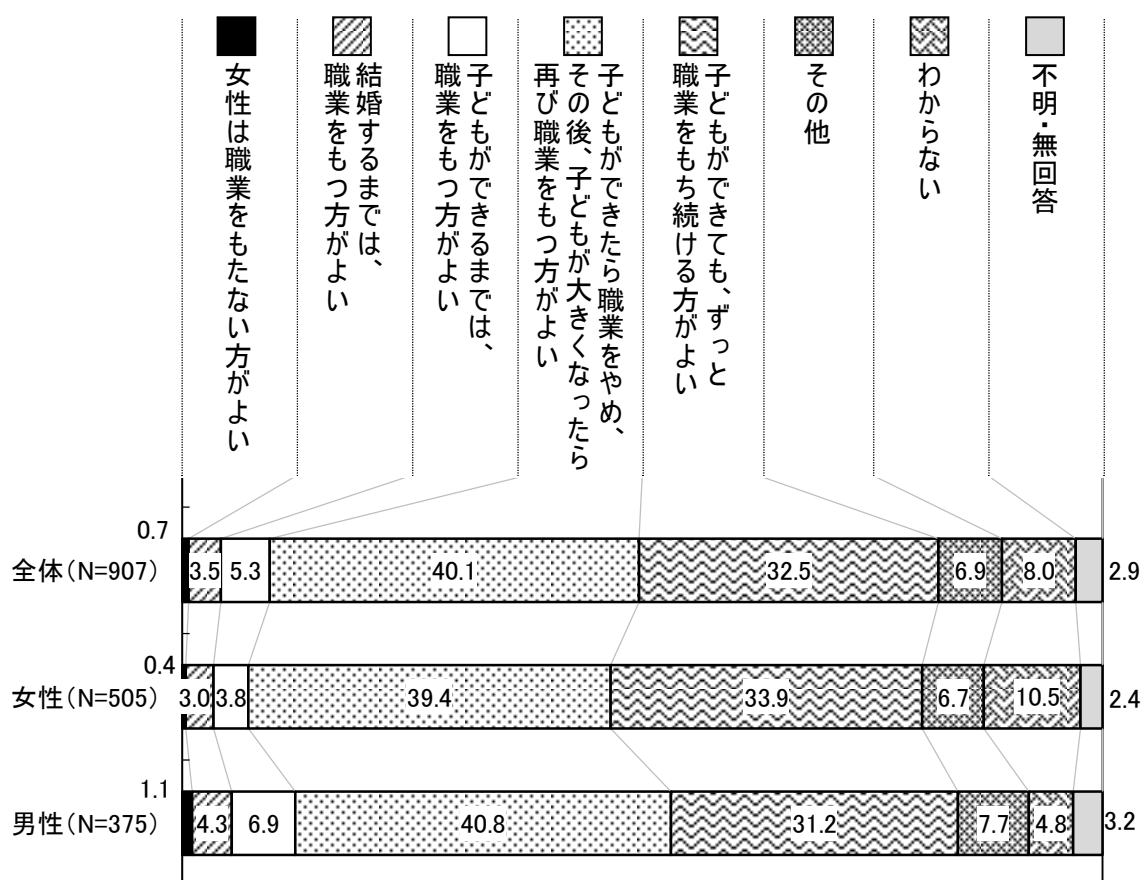 女性は職業をもたない方がよい
結婚するまでは、
職業をもつ方がよい
子どもができるまでは、
職業をもつ方がよい
子どもができたら職業をやめ、
その後、子どもが大きくなったら
再び職業をもつ方がよい
子どもができても、ずっと
職業をもち続ける方がよい
その他
わからない
不明・無回答
0.7
全体（N=907） 3.5 5.3 40.1 32.5 6.9 8.0 2.9
0.4
女性（N=505） 3.0 3.8 39.4 33.9 6.7 10.5 2.4
1.1
男性（N=375） 4.3 6.9 40.8 31.2 7.7 4.8 3.2